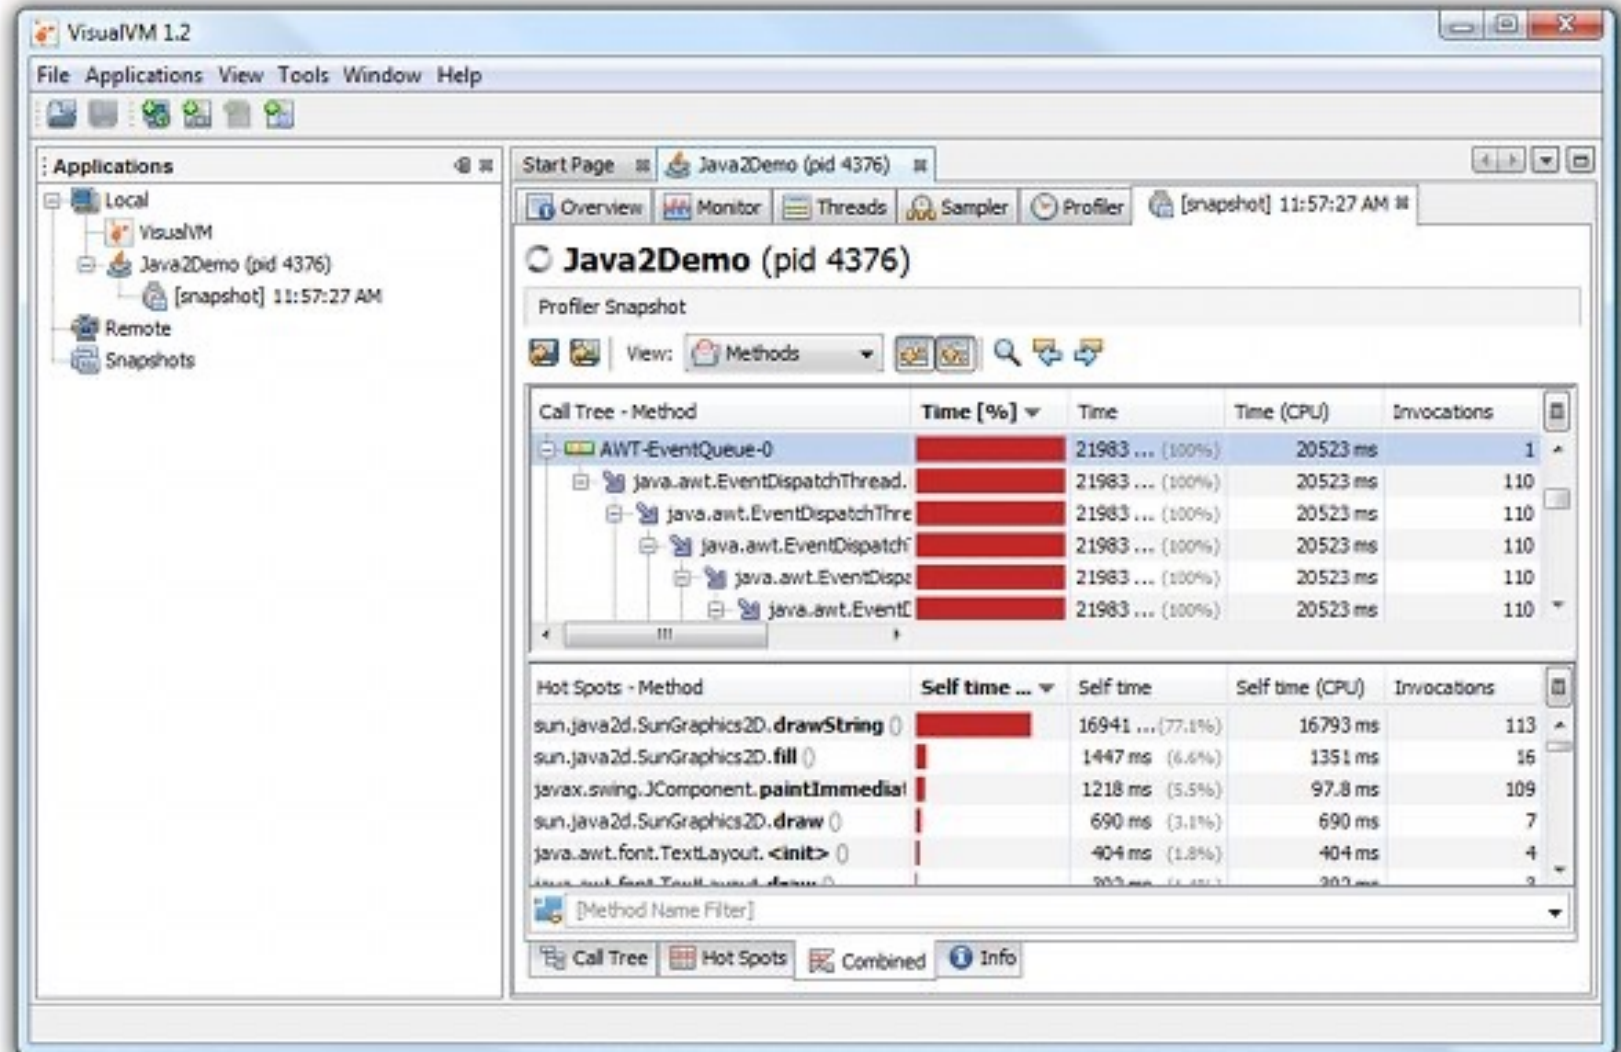 VisualVM 1.2
File Applications View Tools Window Help
Applications
Local
VisualVM
Java2Demo (pid 4376)
[snapshot] 11:57:27 AM
Remote
Snapshots
Start Page Java2Demo (pid 4376)
Overview Monitor Threads Sampler Profiler [snapshot] 11:57:27 AM
Java2Demo (pid 4376)
Profiler Snapshot
View: Methods
Call Tree - Method Time [%] Time Time (CPU) Invocations
AWT-EventQueue-0 21983 ... (100%) 20523 ms 1
java.awt.EventDispatchThread. 21983 ... (100%) 20523 ms 110
java.awt.EventDispatchThre 21983 ... (100%) 20523 ms 110
java.awt.EventDispatch 21983 ... (100%) 20523 ms 110
java.awt.EventDispa 21983 ... (100%) 20523 ms 110
java.awt.Event 21983 ... (100%) 20523 ms 110
Hot Spots - Method Self time ... Self time Self time (CPU) Invocations
sun.java2d.SunGraphics2D.drawString () 16941 ... (77.1%) 16793 ms 113
sun.java2d.SunGraphics2D.fill () 1447 ms (6.6%) 1351 ms 16
javax.swing.JComponent.paintImmediat 1218 ms (5.5%) 97.8 ms 109
sun.java2d.SunGraphics2D.draw () 690 ms (3.1%) 690 ms 7
java.awt.font.TextLayout.<init> () 404 ms (1.8%) 404 ms 4
[Method Name Filter]
Call Tree Hot Spots Combined Info